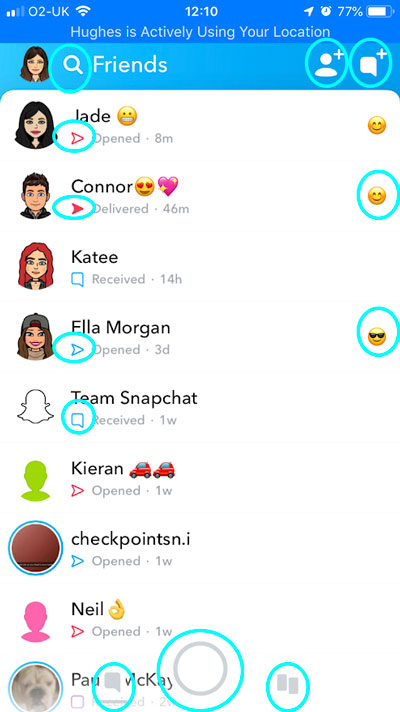 O2-UK 12:10 77%
Hughes is Actively Using Your Location
Friends
Jade 😬
Opened · 8m
Connor😍💖
Delivered · 46m
Katee
Received · 14h
Ella Morgan
Opened · 3d
Team Snapchat
Received · 1w
Kieran 🚗🚗
Opened · 1w
checkpointsn.i
Opened · 1w
Neil👌
Opened · 1w
McKay
Received